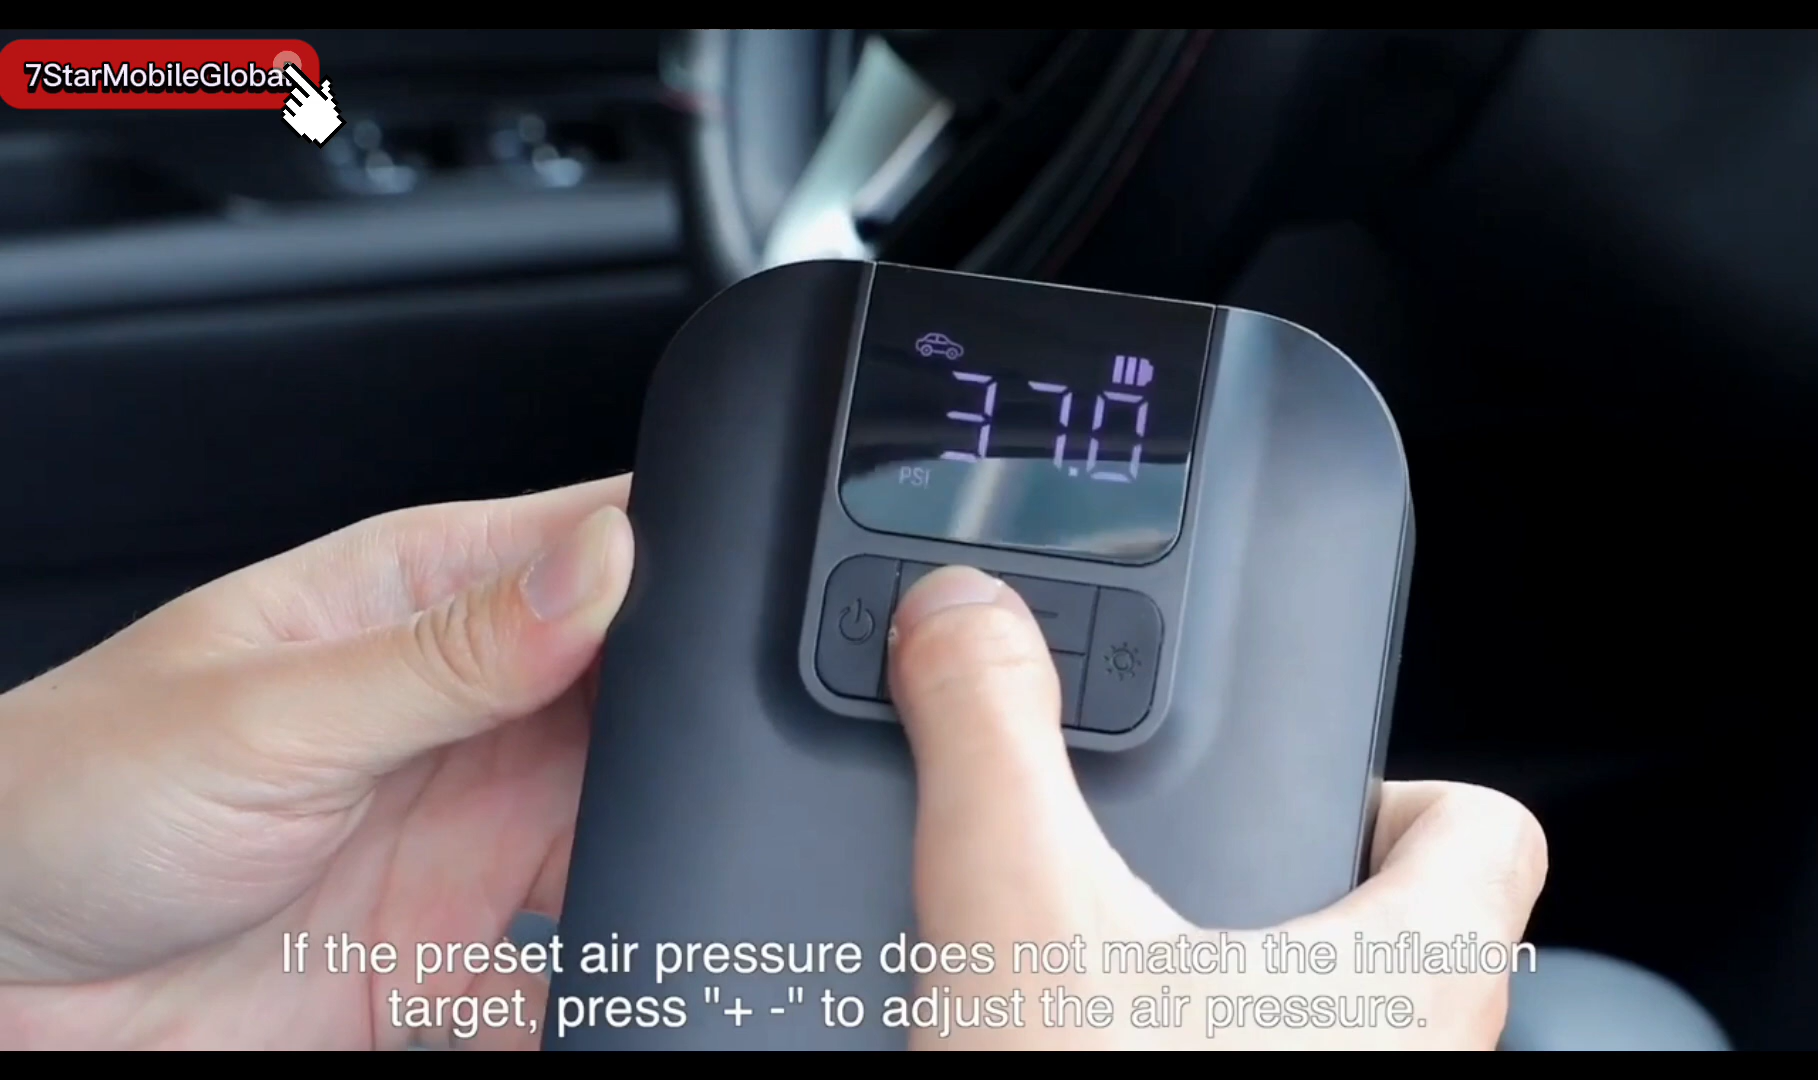 7StarMobileGlobal
37.0
PSI
If the preset air pressure does not match the inflation
target, press "+ -" to adjust the air pressure.